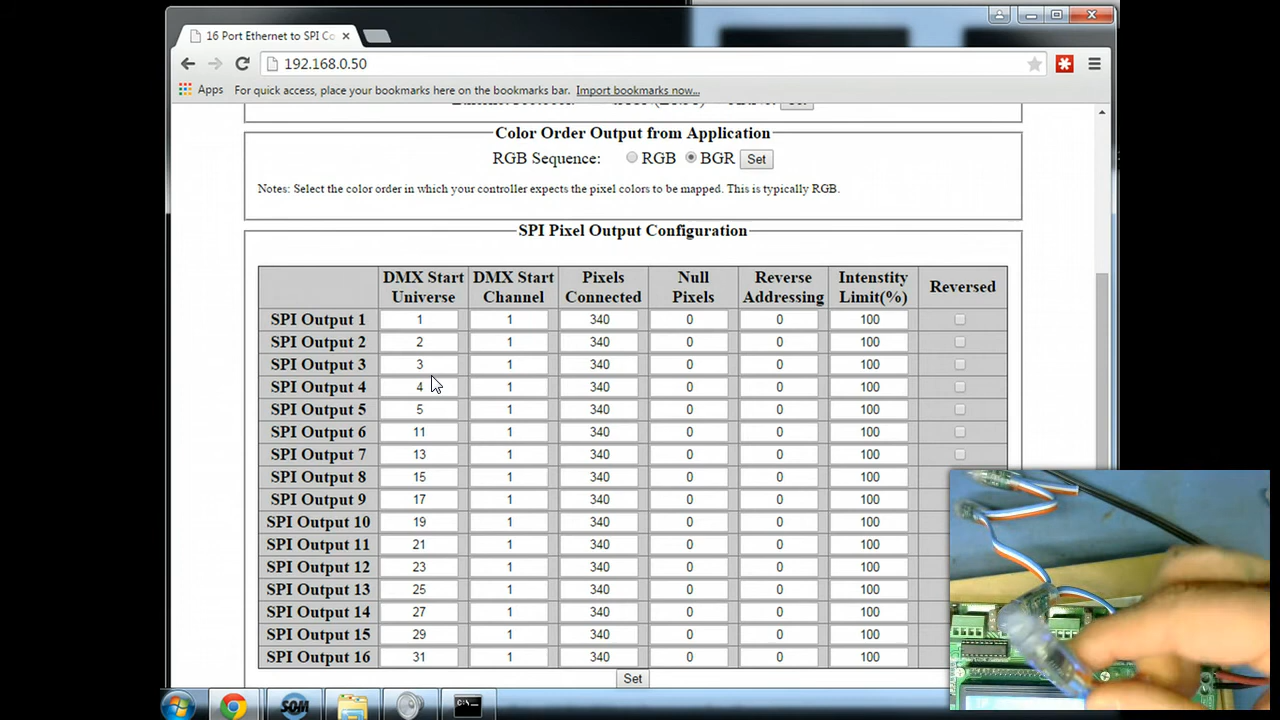 16 Port Ethernet to SPI Co
192.168.0.50
Apps For quick access, place your bookmarks here on the bookmarks bar. Import bookmarks now...
Color Order Output from Application
RGB Sequence: RGB BGR Set
Notes: Select the color order in which your controller expects the pixel colors to be mapped. This is typically RGB.
SPI Pixel Output Configuration
DMX Start Universe DMX Start Channel Pixels Connected Null Pixels Reverse Addressing Intenstity Limit(%) Reversed
SPI Output 1 1 1 340 0 0 100
SPI Output 2 2 1 340 0 0 100
SPI Output 3 3 1 340 0 0 100
SPI Output 4 4 1 340 0 0 100
SPI Output 5 5 1 340 0 0 100
SPI Output 6 11 1 340 0 0 100
SPI Output 7 13 1 340 0 0 100
SPI Output 8 15 1 340 0 0 100
SPI Output 9 17 1 340 0 0 100
SPI Output 10 19 1 340 0 0 100
SPI Output 11 21 1 340 0 0 100
SPI Output 12 23 1 340 0 0 100
SPI Output 13 25 1 340 0 0 100
SPI Output 14 27 1 340 0 0 100
SPI Output 15 29 1 340 0 0 100
SPI Output 16 31 1 340 0 0 100
Set
SOM